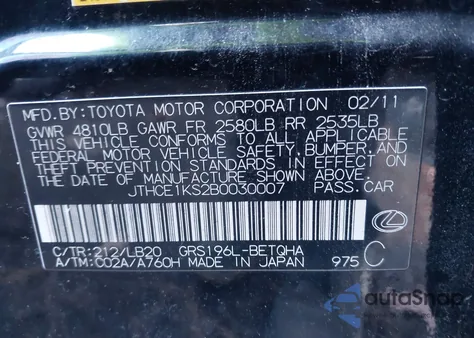 MFD.BY:TOYOTA MOTOR CORPORATION 02/11
GVWR 4810LB GAWR FR 2580LB RR 2535LB
THIS VEHICLE CONFORMS TO ALL APPLICABLE
FEDERAL MOTOR VEHICLE SAFETY, BUMPER, AND
THEFT PREVENTION STANDARDS IN EFFECT ON
THE DATE OF MANUFACTURE SHOWN ABOVE.
JTHCE1KS2B0030007 PASS.CAR
C/TR:212/LB20 GRS196L-BETQHA
A/TM:C02A/A760H MADE IN JAPAN 975 C
autaSnap